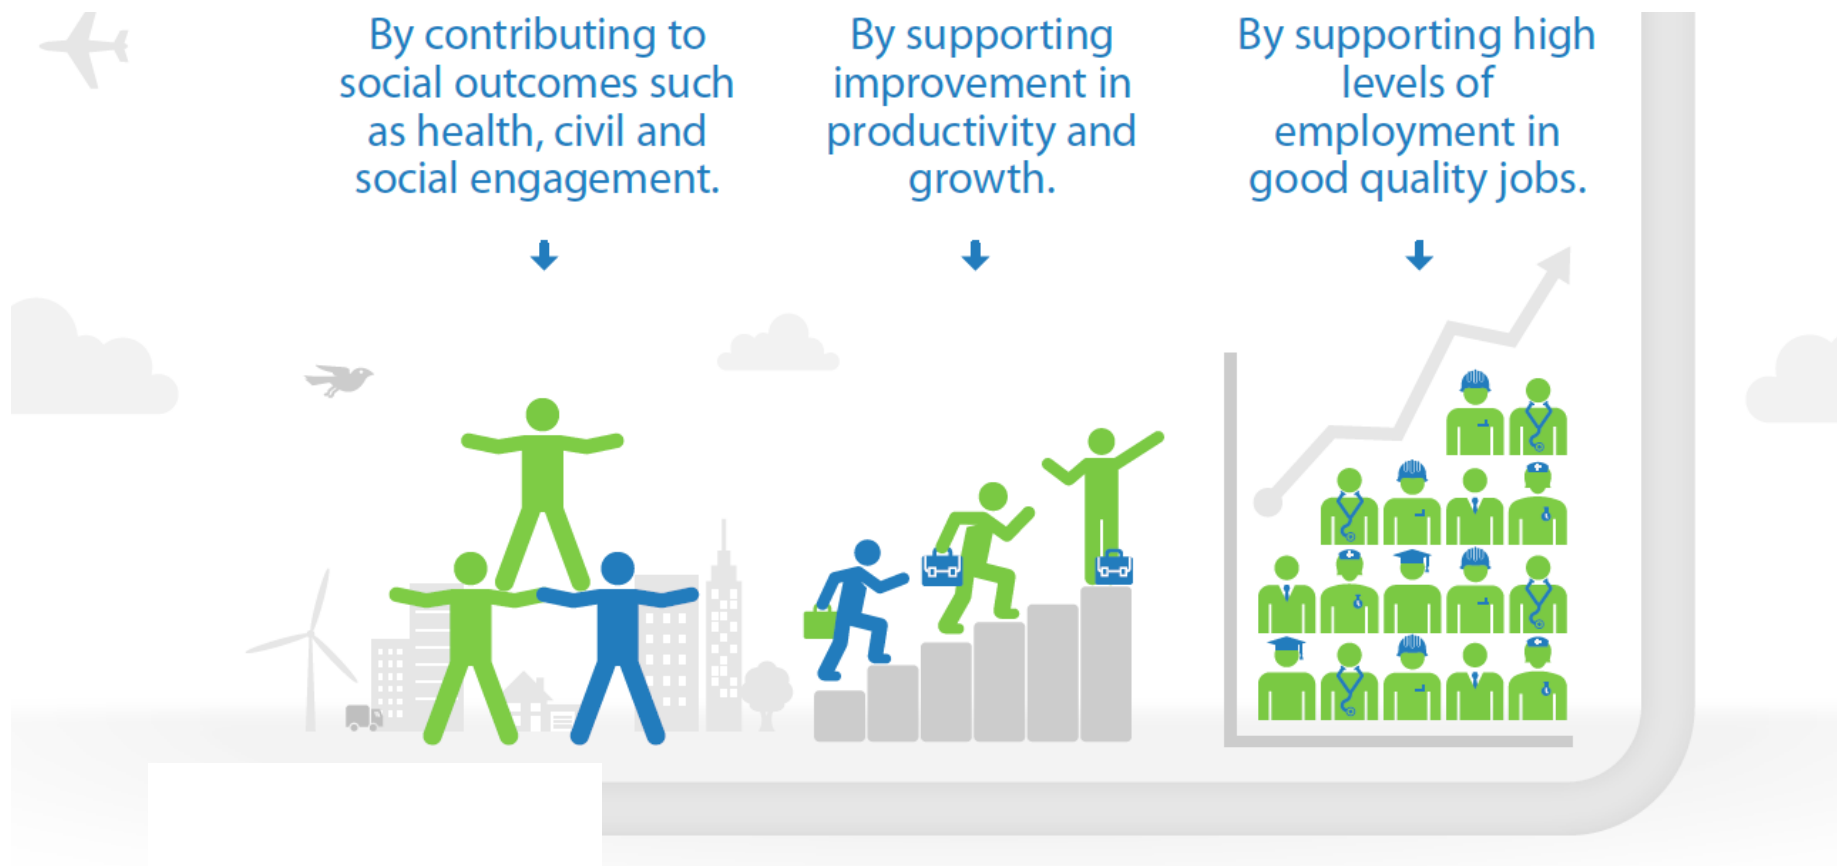 By contributing to
social outcomes such
as health, civil and
social engagement.
By supporting
improvement in
productivity and
growth.
By supporting high
levels of
employment in
good quality jobs.